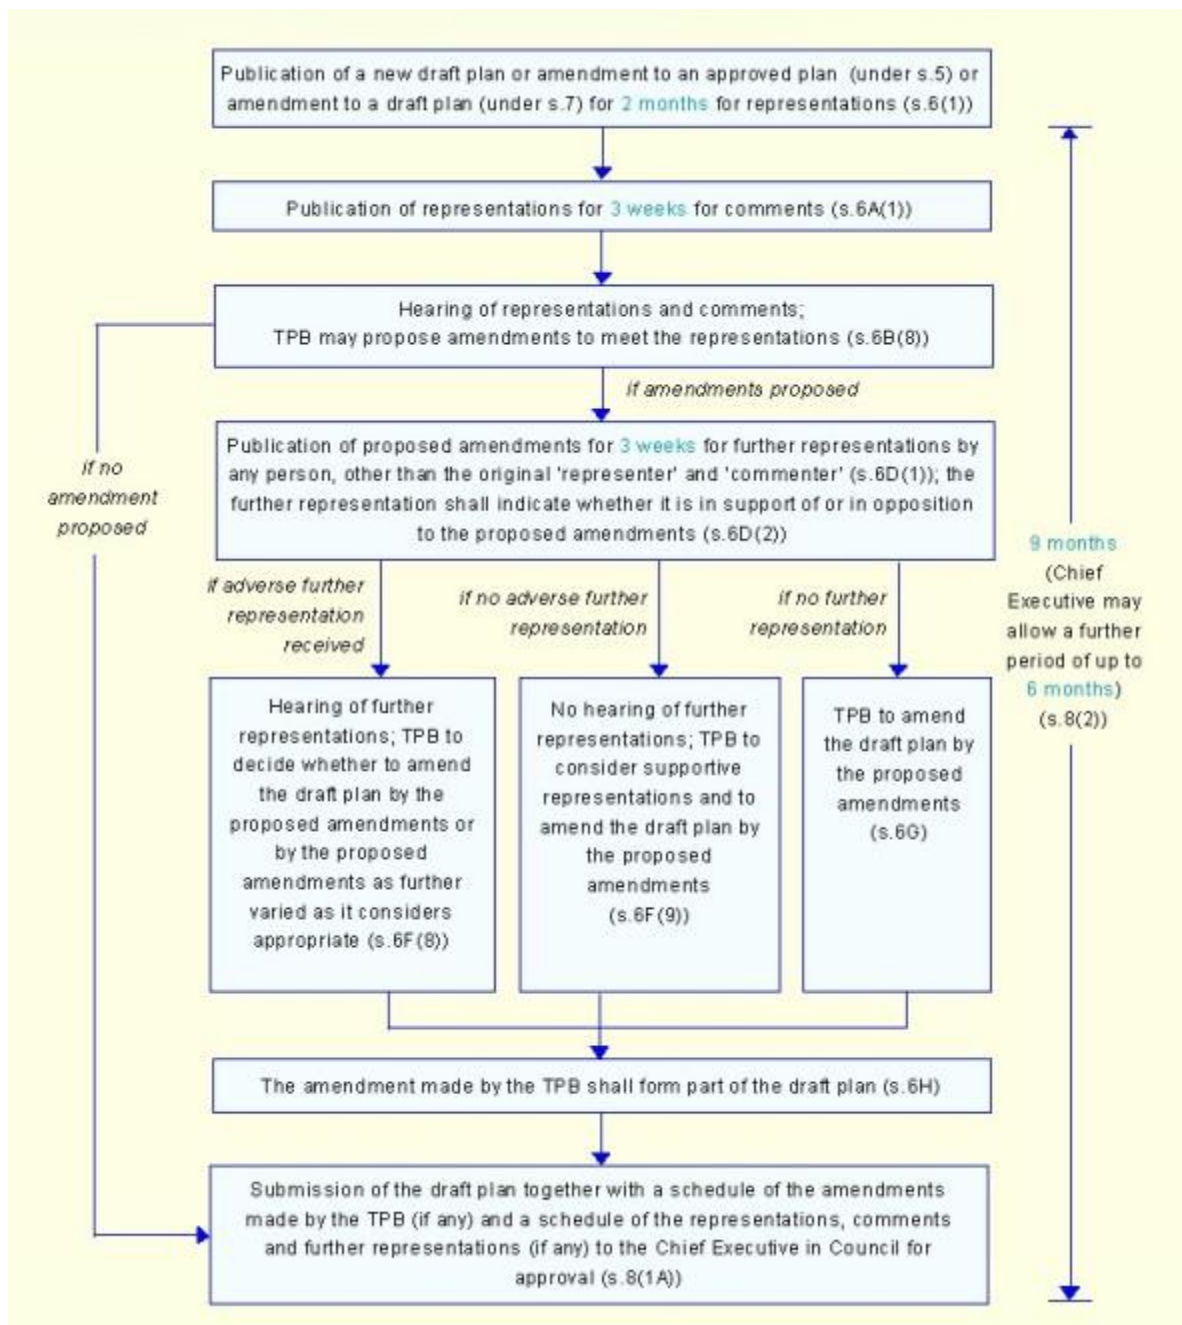 Publication of a new draft plan or amendment to an approved plan (under s.5) or
amendment to a draft plan (under s.7) for 2 months for representations (s.6(1))
Publication of representations for 3 weeks for comments (s.6A(1))
Hearing of representations and comments;
TPB may propose amendments to meet the representations (s.6B(8))
if amendments proposed
if no
amendment
proposed
Publication of proposed amendments for 3 weeks for further representations by
any person, other than the original 'representer' and 'commenter' (s.6D(1)); the
further representation shall indicate whether it is in support of or in opposition
to the proposed amendments (s.6D(2))
if adverse further
representation
received
if no adverse further
representation
if no further
representation
Hearing of further
representations; TPB to
decide whether to amend
the draft plan by the
proposed amendments or
by the proposed
amendments as further
varied as it considers
appropriate (s.6F(8))
No hearing of further
representations; TPB to
consider supportive
representations and to
amend the draft plan by
the proposed
amendments
(s.6F(9))
TPB to amend
the draft plan by
the proposed
amendments
(s.6G)
9 months
(Chief
Executive may
allow a further
period of up to
6 months)
(s.8(2))
The amendment made by the TPB shall form part of the draft plan (s.6H)
Submission of the draft plan together with a schedule of the amendments
made by the TPB (if any) and a schedule of the representations, comments
and further representations (if any) to the Chief Executive in Council for
approval (s.8(1A))